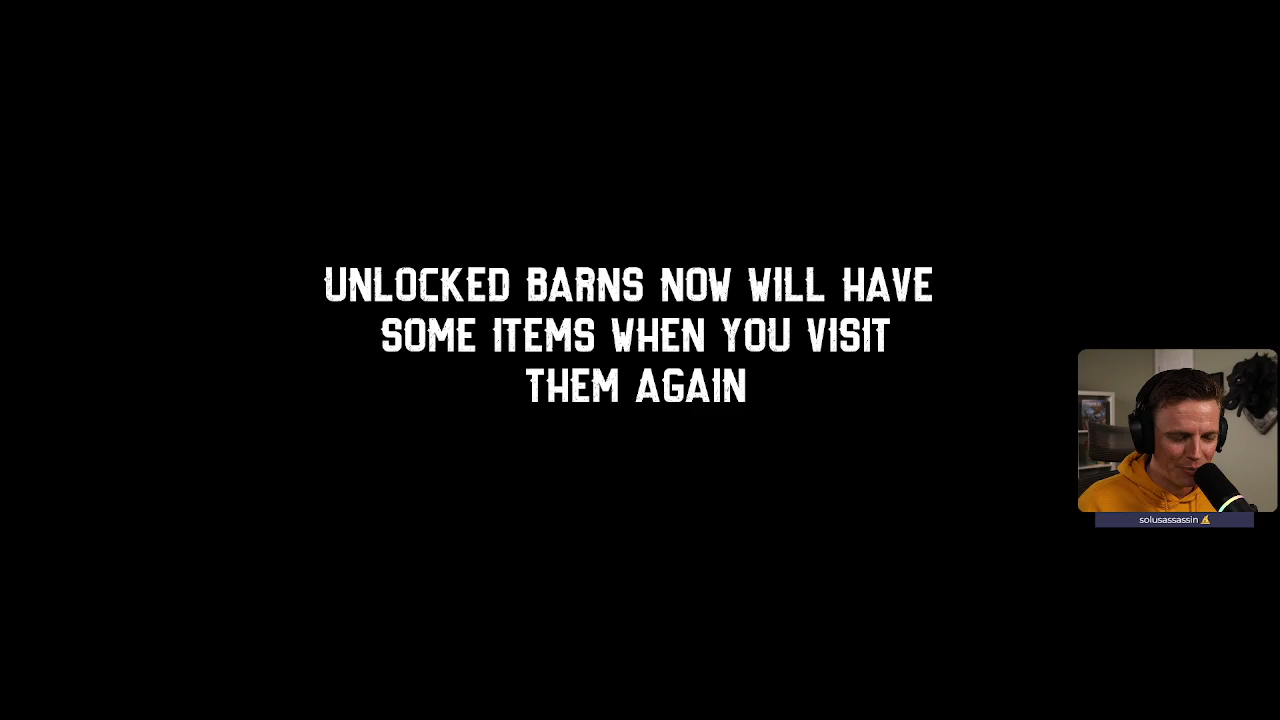 UNLOCKED BARNS NOW WILL HAVE
SOME ITEMS WHEN YOU VISIT
THEM AGAIN
solusassassin